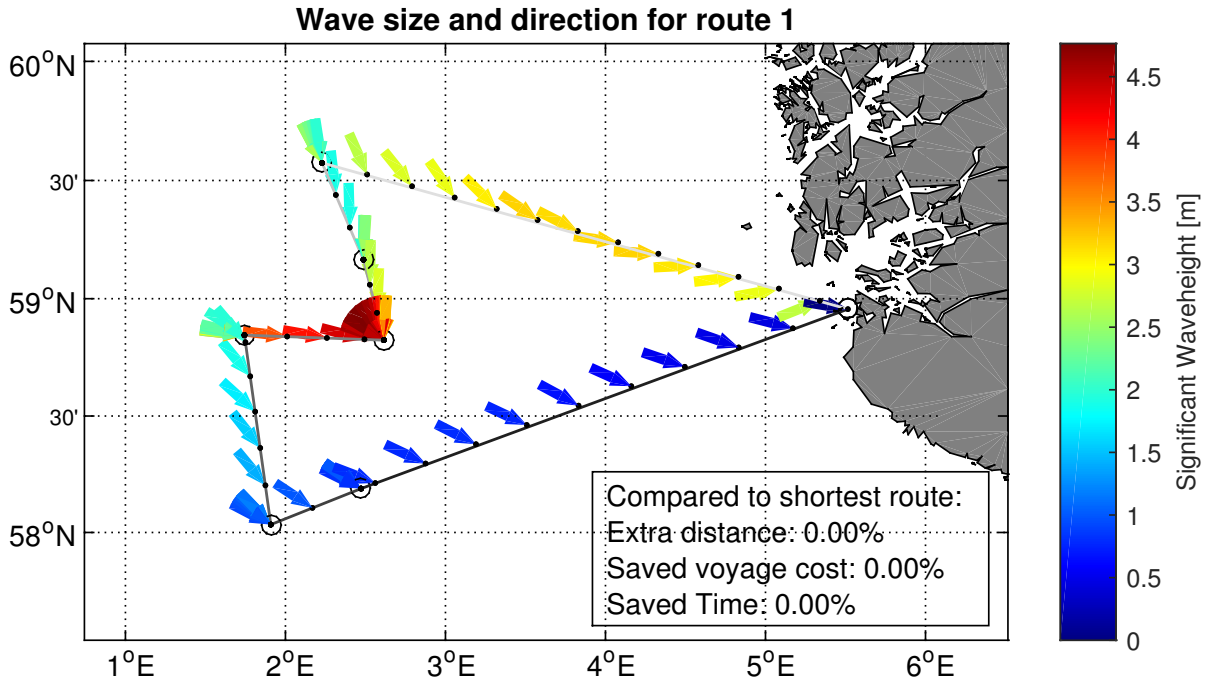 Wave size and direction for route 1
60°N
30'
59°N
30'
58°N
1°E
2°E
3°E
4°E
5°E
6°E
Compared to shortest route:
Extra distance: 0.00%
Saved voyage cost: 0.00%
Saved Time: 0.00%
4.5
4
3.5
3
2.5
2
1.5
1
0.5
0
Significant Waveheight [m]